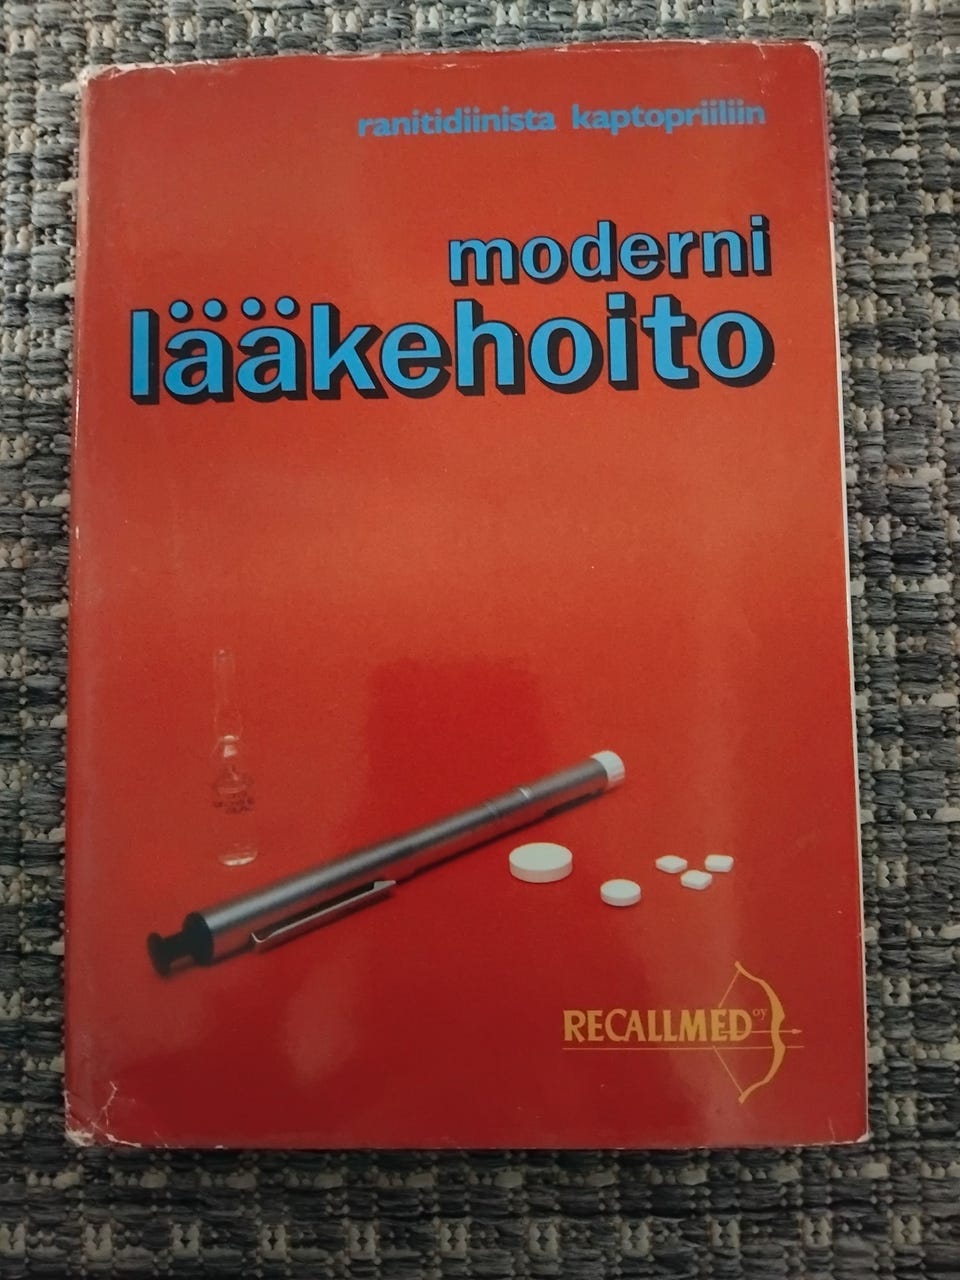 ranitidiinista kaptopriiliin
moderni
lääkehoito
RECALLMED oy